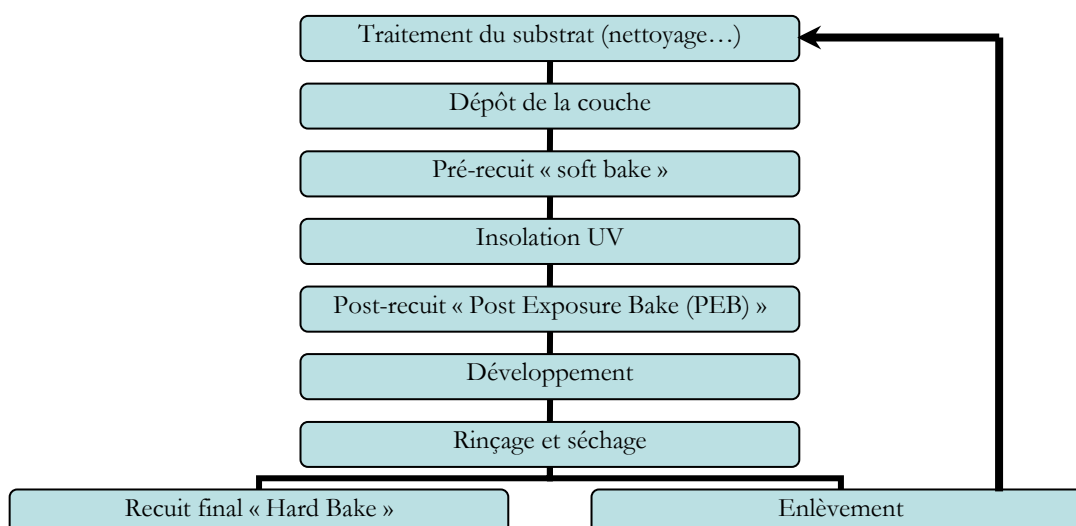 Traitement du substrat (nettoyage…)
Dépôt de la couche
Pré-recuit « soft bake »
Insolation UV
Post-recuit « Post Exposure Bake (PEB) »
Développement
Rinçage et séchage
Recuit final « Hard Bake »
Enlèvement